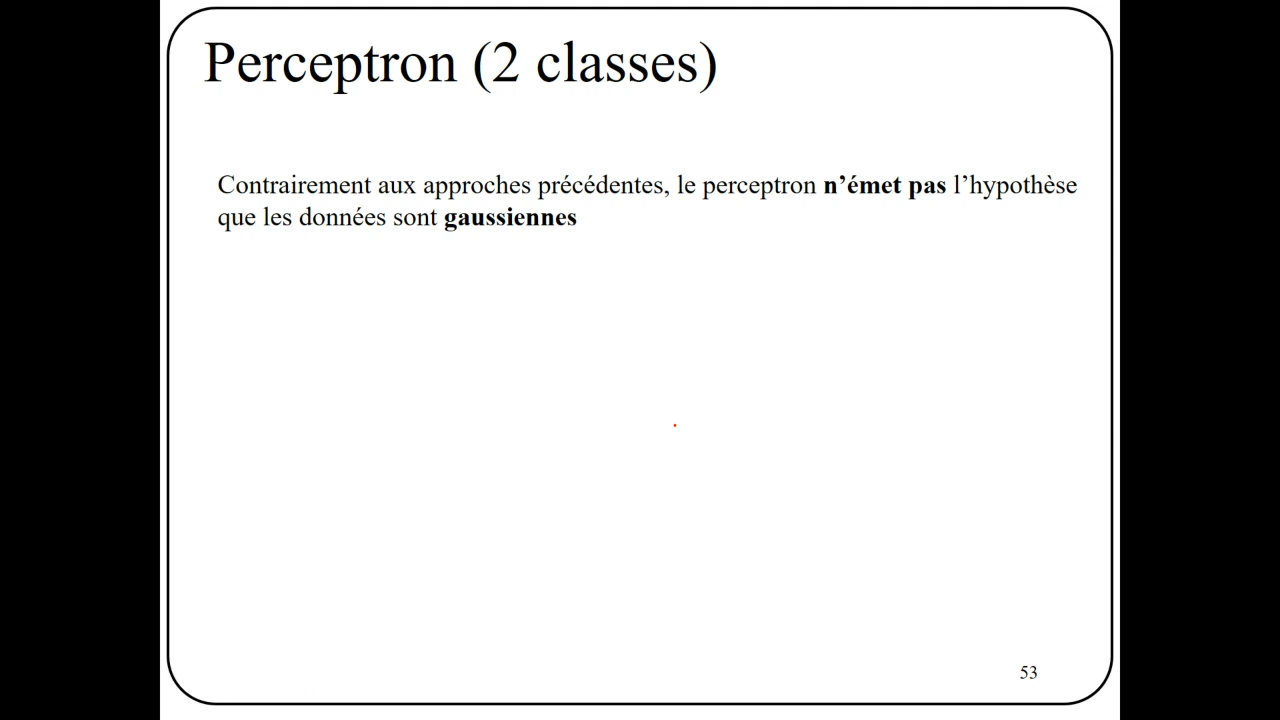 Perceptron (2 classes)
Contrairement aux approches précédentes, le perceptron n’émet pas l’hypothèse
que les données sont gaussiennes
53